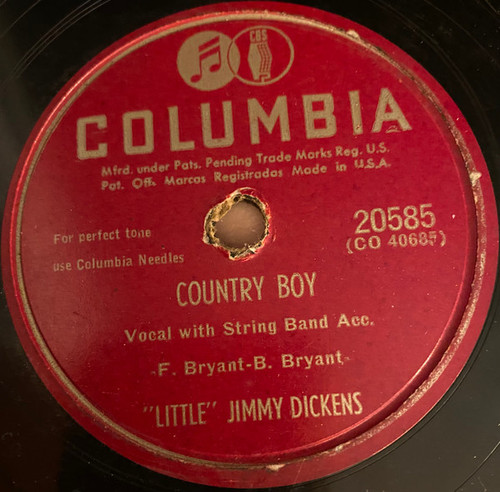 CBS
COLUMBIA
Mfrd. under Pats. Pending Trade Marks Reg. U.S.
Pat. Off. Marcas Registradas Made in U.S.A.
For perfect tone
use Columbia Needles
20585
(CO 40685)
COUNTRY BOY
Vocal with String Band Acc.
-F. Bryant-B. Bryant-
"LITTLE" JIMMY DICKENS